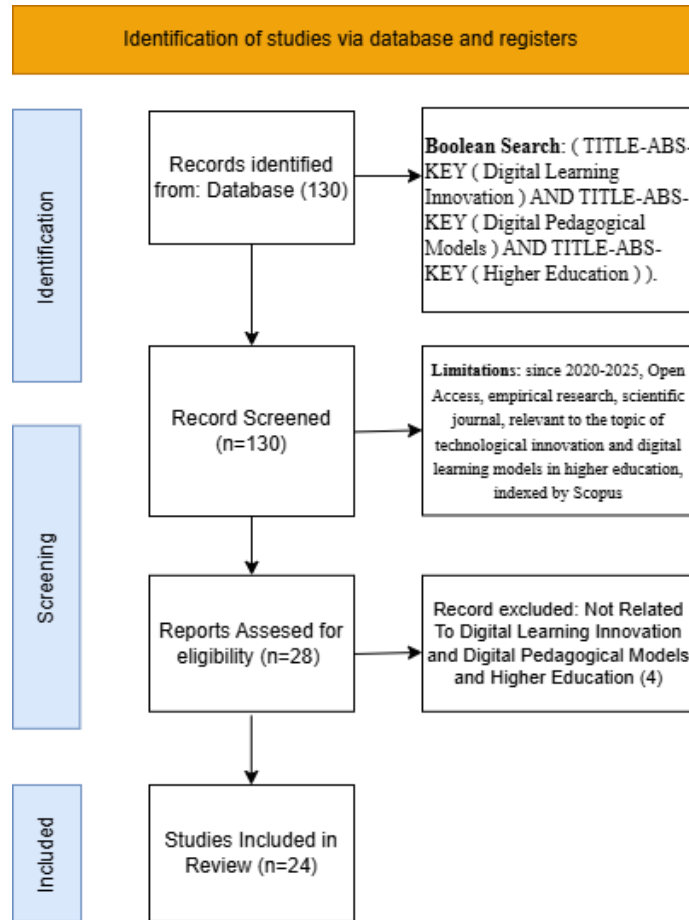 Identification of studies via database and registers
Identification
Records identified
from: Database (130)
Boolean Search: ( TITLE-ABS-
KEY ( Digital Learning
Innovation ) AND TITLE-ABS-
KEY ( Digital Pedagogical
Models ) AND TITLE-ABS-
KEY ( Higher Education ) ).
Record Screened
(n=130)
Limitations: since 2020-2025, Open
Access, empirical research, scientific
journal, relevant to the topic of
technological innovation and digital
learning models in higher education,
indexed by Scopus
Screening
Reports Assesed for
eligibility (n=28)
Record excluded: Not Related
To Digital Learning Innovation
and Digital Pedagogical Models
and Higher Education (4)
Included
Studies Included in
Review (n=24)